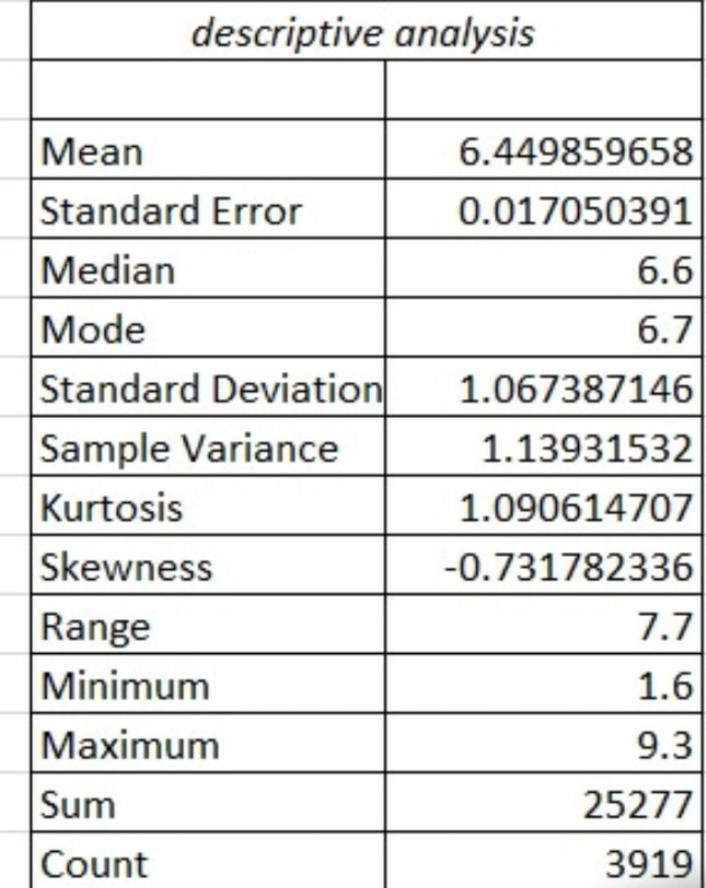 descriptive analysis
Mean 6.449859658
Standard Error 0.017050391
Median 6.6
Mode 6.7
Standard Deviation 1.067387146
Sample Variance 1.13931532
Kurtosis 1.090614707
Skewness -0.731782336
Range 7.7
Minimum 1.6
Maximum 9.3
Sum 25277
Count 3919